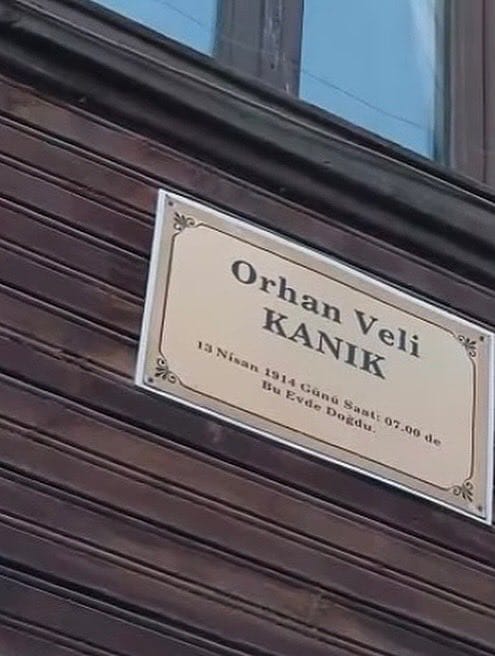 Orhan Veli
KANIK
13 Nisan 1914 Günü Saat: 07.00 de
Bu Evde Doğdu.